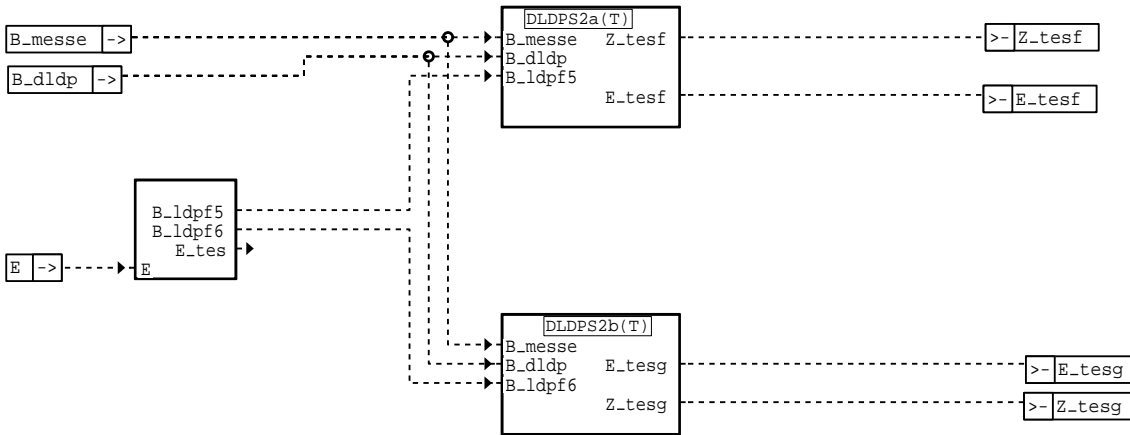 B_messe ->
B_dldp ->
DLDPS2a(T)
B_messe Z_tesf
B_dldp
B_ldpf5
E_tesf
>- Z_tesf
>- E_tesf
B_ldpf5
B_ldpf6
E_tes
E
E ->
DLDPS2b(T)
B_messe
B_dldp E_tesg
B_ldpf6
Z_tesg
>- E_tesg
>- Z_tesg